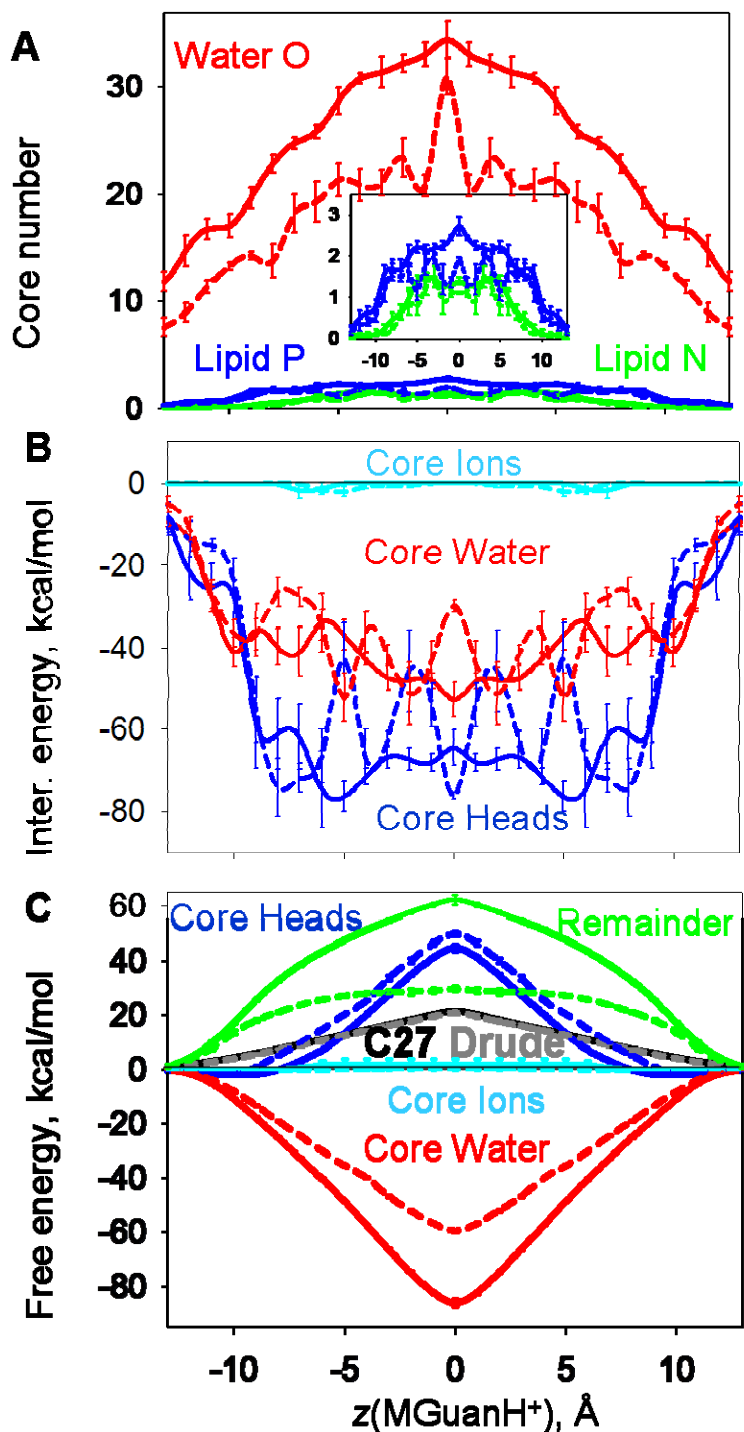 A
Water O
Core number
30
20
10
0
3
2
1
0
-10 -5 0 5 10
Lipid P
Lipid N
B
Core Ions
Core Water
Core Heads
Inter. energy, kcal/mol
0
-20
-40
-60
-80
C
Core Heads
Remainder
C27 Drude
Core Ions
Core Water
Free energy, kcal/mol
60
40
20
0
-20
-40
-60
-80
-10 -5 0 5 10
z(MGuanH+), Å